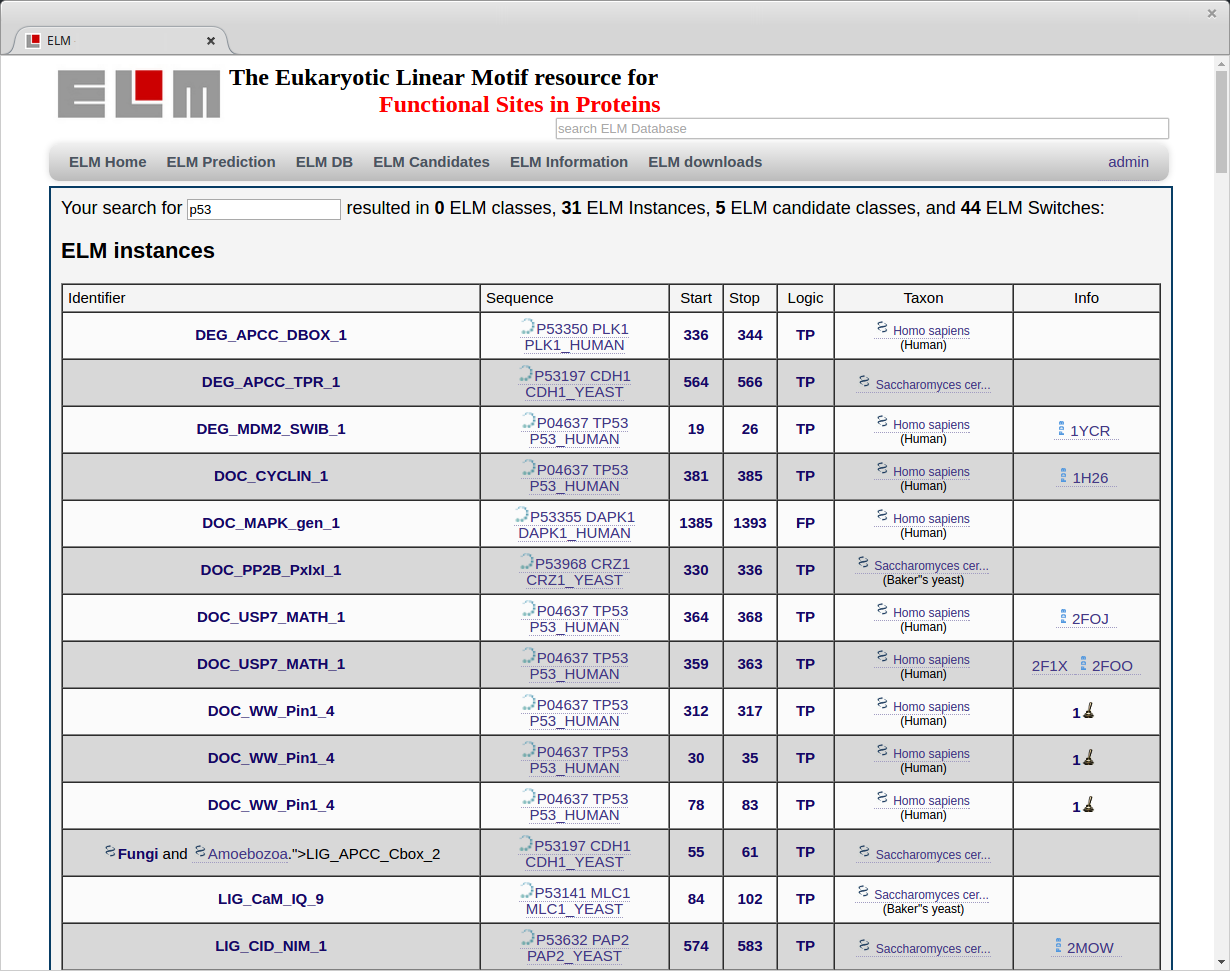 ELM
ELM The Eukaryotic Linear Motif resource for
Functional Sites in Proteins
search ELM Database
ELM Home ELM Prediction ELM DB ELM Candidates ELM Information ELM downloads admin
Your search for p53 resulted in 0 ELM classes, 31 ELM Instances, 5 ELM candidate classes, and 44 ELM Switches:
ELM instances
Identifier Sequence Start Stop Logic Taxon Info
DEG_APCC_DBOX_1 P53350 PLK1 PLK1_HUMAN 336 344 TP Homo sapiens (Human)
DEG_APCC_TPR_1 P53197 CDH1 CDH1_YEAST 564 566 TP Saccharomyces cer...
DEG_MDM2_SWIB_1 P04637 TP53 P53_HUMAN 19 26 TP Homo sapiens (Human) 1YCR
DOC_CYCLIN_1 P04637 TP53 P53_HUMAN 381 385 TP Homo sapiens (Human) 1H26
DOC_MAPK_gen_1 P53355 DAPK1 DAPK1_HUMAN 1385 1393 FP Homo sapiens (Human)
DOC_PP2B_PxIxI_1 P53968 CRZ1 CRZ1_YEAST 330 336 TP Saccharomyces cer... (Baker"s yeast)
DOC_USP7_MATH_1 P04637 TP53 P53_HUMAN 364 368 TP Homo sapiens (Human) 2FOJ
DOC_USP7_MATH_1 P04637 TP53 P53_HUMAN 359 363 TP Homo sapiens (Human) 2F1X 2FOO
DOC_WW_Pin1_4 P04637 TP53 P53_HUMAN 312 317 TP Homo sapiens (Human) 1
DOC_WW_Pin1_4 P04637 TP53 P53_HUMAN 30 35 TP Homo sapiens (Human) 1
DOC_WW_Pin1_4 P04637 TP53 P53_HUMAN 78 83 TP Homo sapiens (Human) 1
Fungi and Amoebozoa.">LIG_APCC_Cbox_2 P53197 CDH1 CDH1_YEAST 55 61 TP Saccharomyces cer...
LIG_CaM_IQ_9 P53141 MLC1 MLC1_YEAST 84 102 TP Saccharomyces cer... (Baker"s yeast)
LIG_CID_NIM_1 P53632 PAP2 PAP2_YEAST 574 583 TP Saccharomyces cer... 2MOW